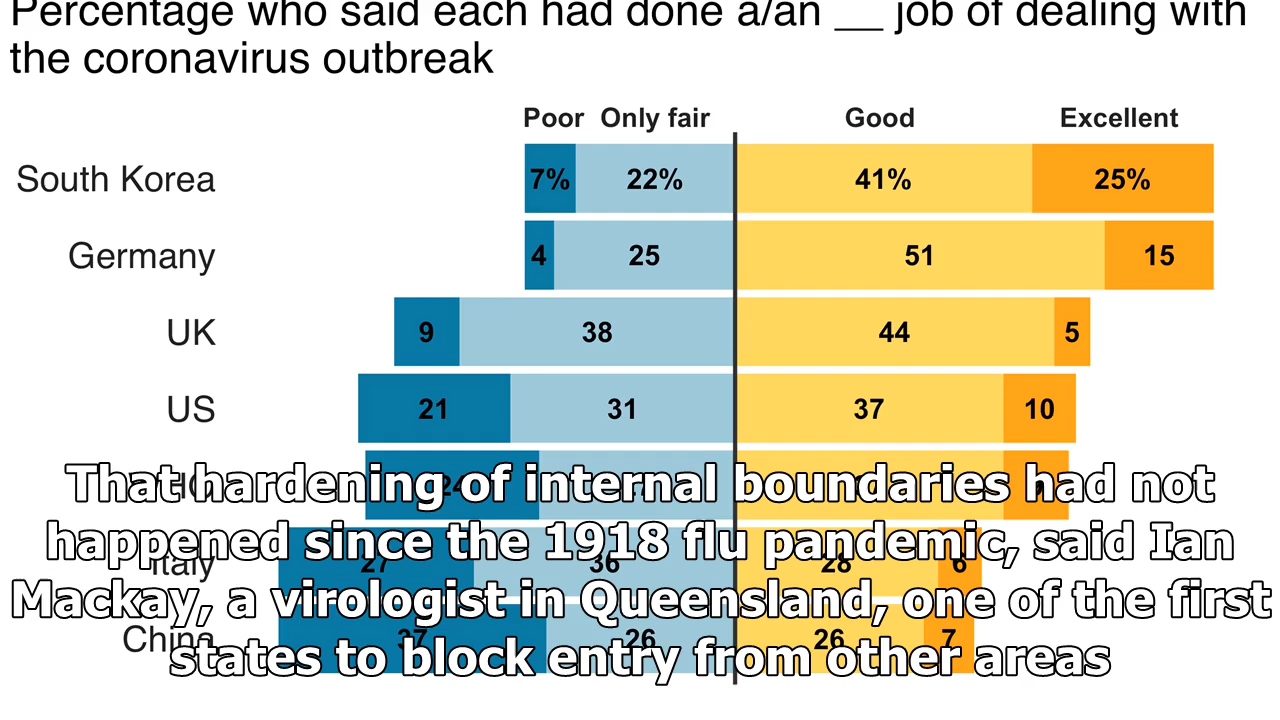 Percentage who said each had done a/an __ job of dealing with
the coronavirus outbreak
Poor Only fair Good Excellent
South Korea 7% 22% 41% 25%
Germany 4 25 51 15
UK 9 38 44 5
US 21 31 37 10
24
That hardening of internal boundaries had not
happened since the 1918 flu pandemic, said Ian
Mackay, a virologist in Queensland, one of the first
states to block entry from other areas
Italy 27 36 28 6
China 37 26 26 7